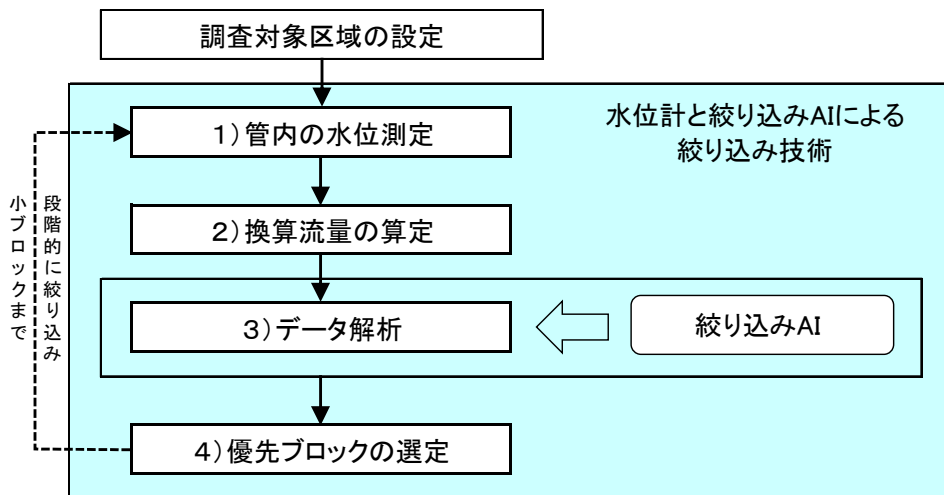 調査対象区域の設定
水位計と絞り込みAIによる
絞り込み技術
1）管内の水位測定
2）換算流量の算定
3）データ解析
絞り込みAI
4）優先ブロックの選定
段階的に絞り込み
小ブロックまで